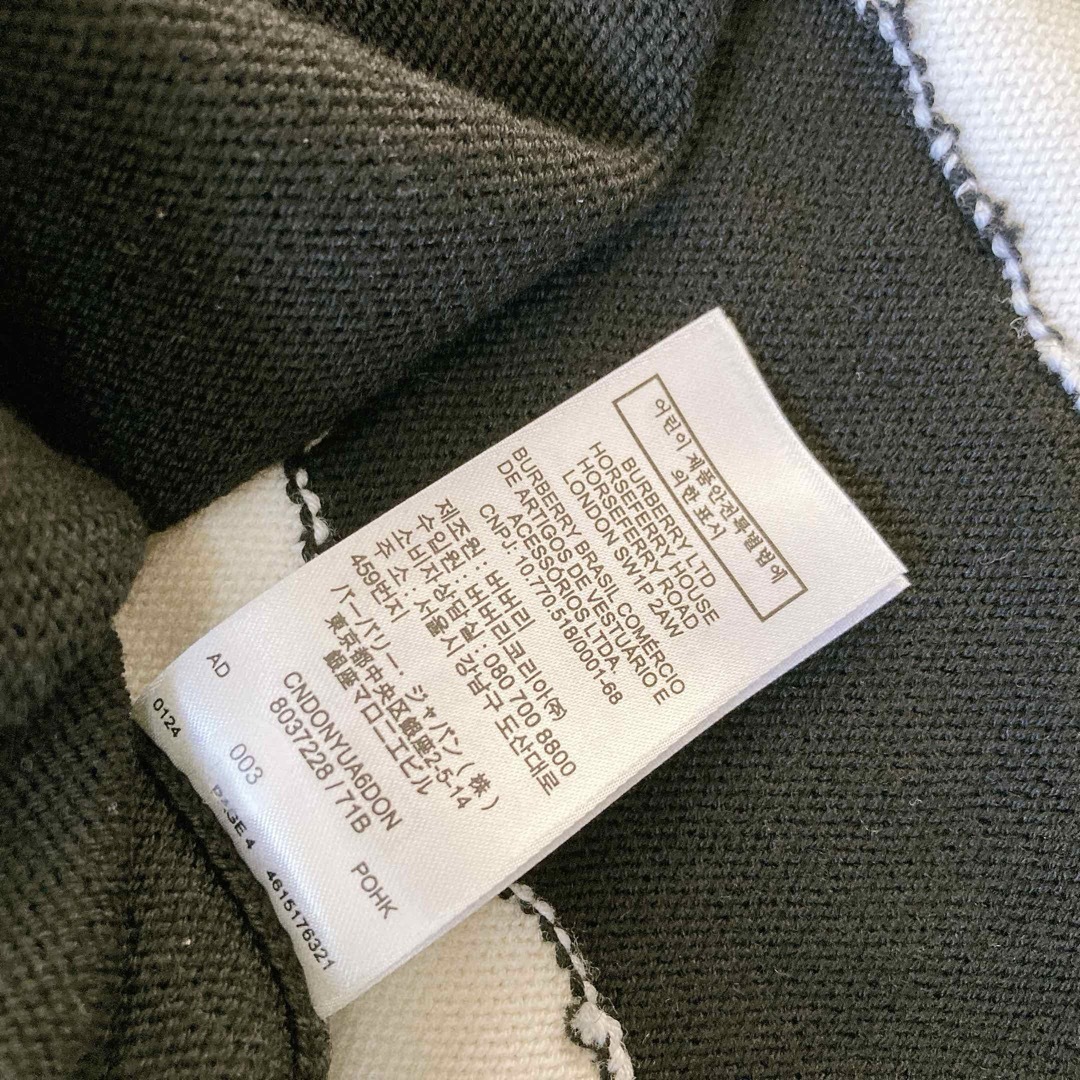 어린이제품안전특별법에
의한 표시
BURBERRY LTD
HORSEFERRY HOUSE
HORSEFERRY ROAD
LONDON SW1P 2AW
BURBERRY BRASIL COMERCIO
DE ARTIGOS DE VESTUÁRIO E
ACESSÓRIOS LTDA
CNPJ: 10.770.518/0001-68
제조원 : 버버리
수입원 : 버버리코리아㈜
소비자상담실 : 080 700 8800
주소 : 서울시 강남구 도산대로
459번지
バーバリー・ジャパン(株)
東京都中央区銀座2-5-14
銀座マロニエビル
CNDONYUA6DON
8037228 / 71B
AD 003 POHK
0124 PAGE 4 4615176321